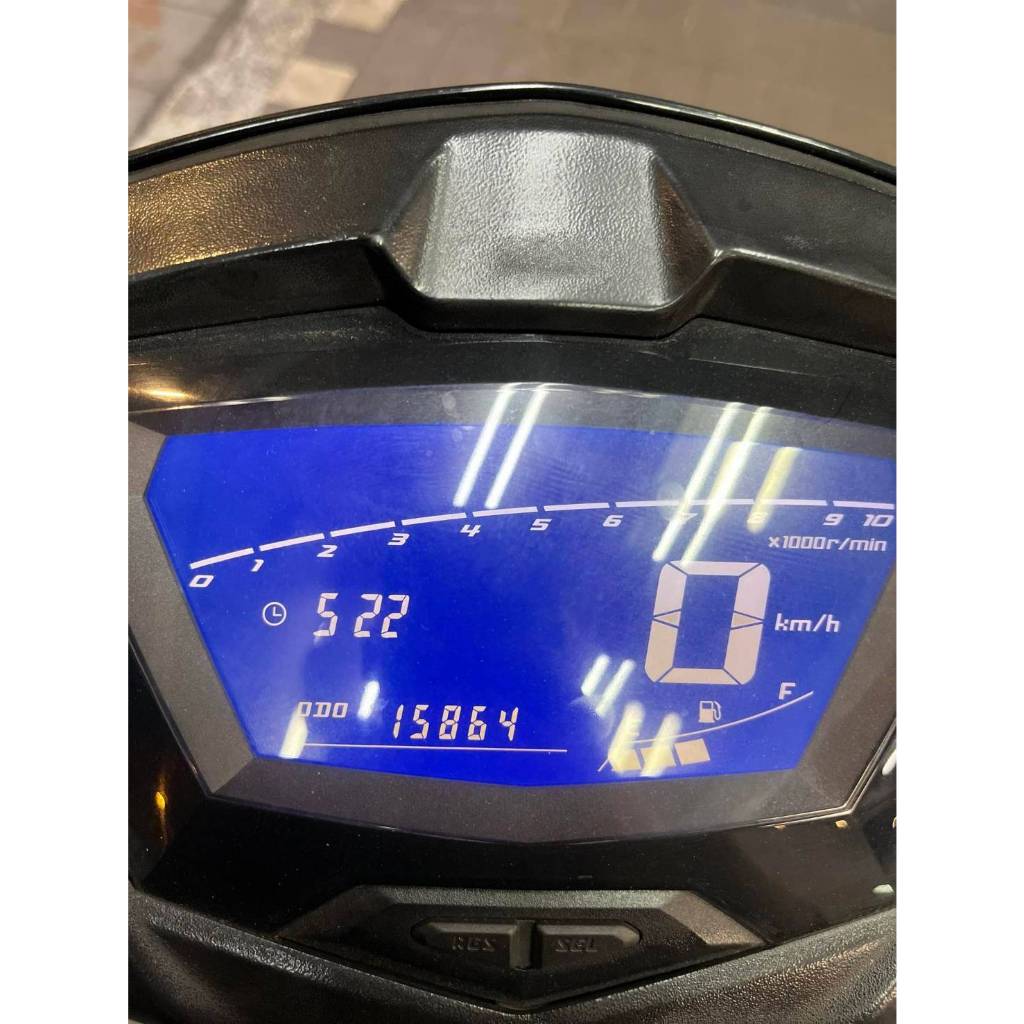 0 1 2 3 4 5 6 7 8 9 10
x1000r/min
5 22
0 km/h
F
ODO 15864
E
RES SEL